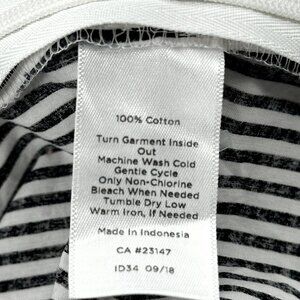 100% Cotton
Turn Garment Inside
Out
Machine Wash Cold
Gentle Cycle
Only Non-Chlorine
Bleach When Needed
Tumble Dry Low
Warm Iron, If Needed
Made In Indonesia
CA #23147
ID34 09/18